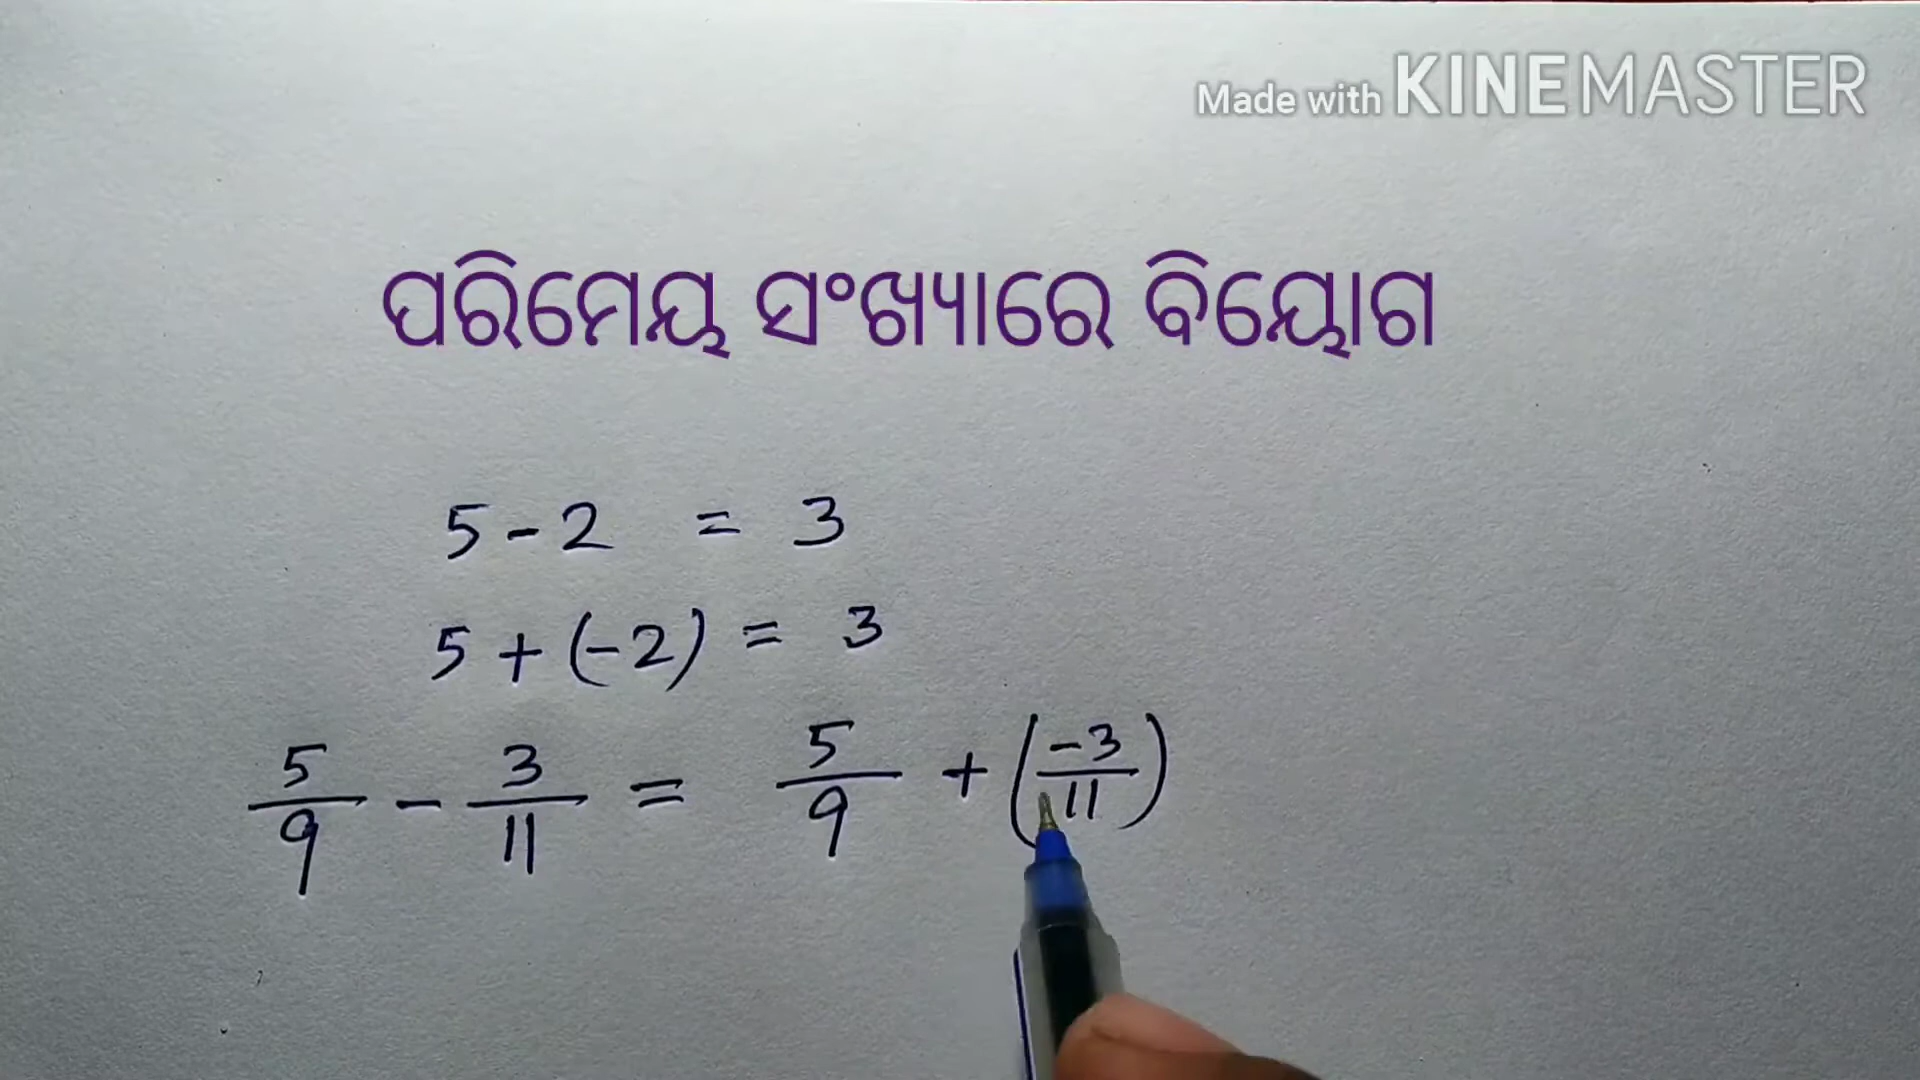 Made with KINEMASTER
ପରିମେୟ ସଂଖ୍ୟାରେ ବିୟୋଗ
5 - 2 = 3
5 + (-2) = 3
5/9 - 3/11 = 5/9 + (-3/11)